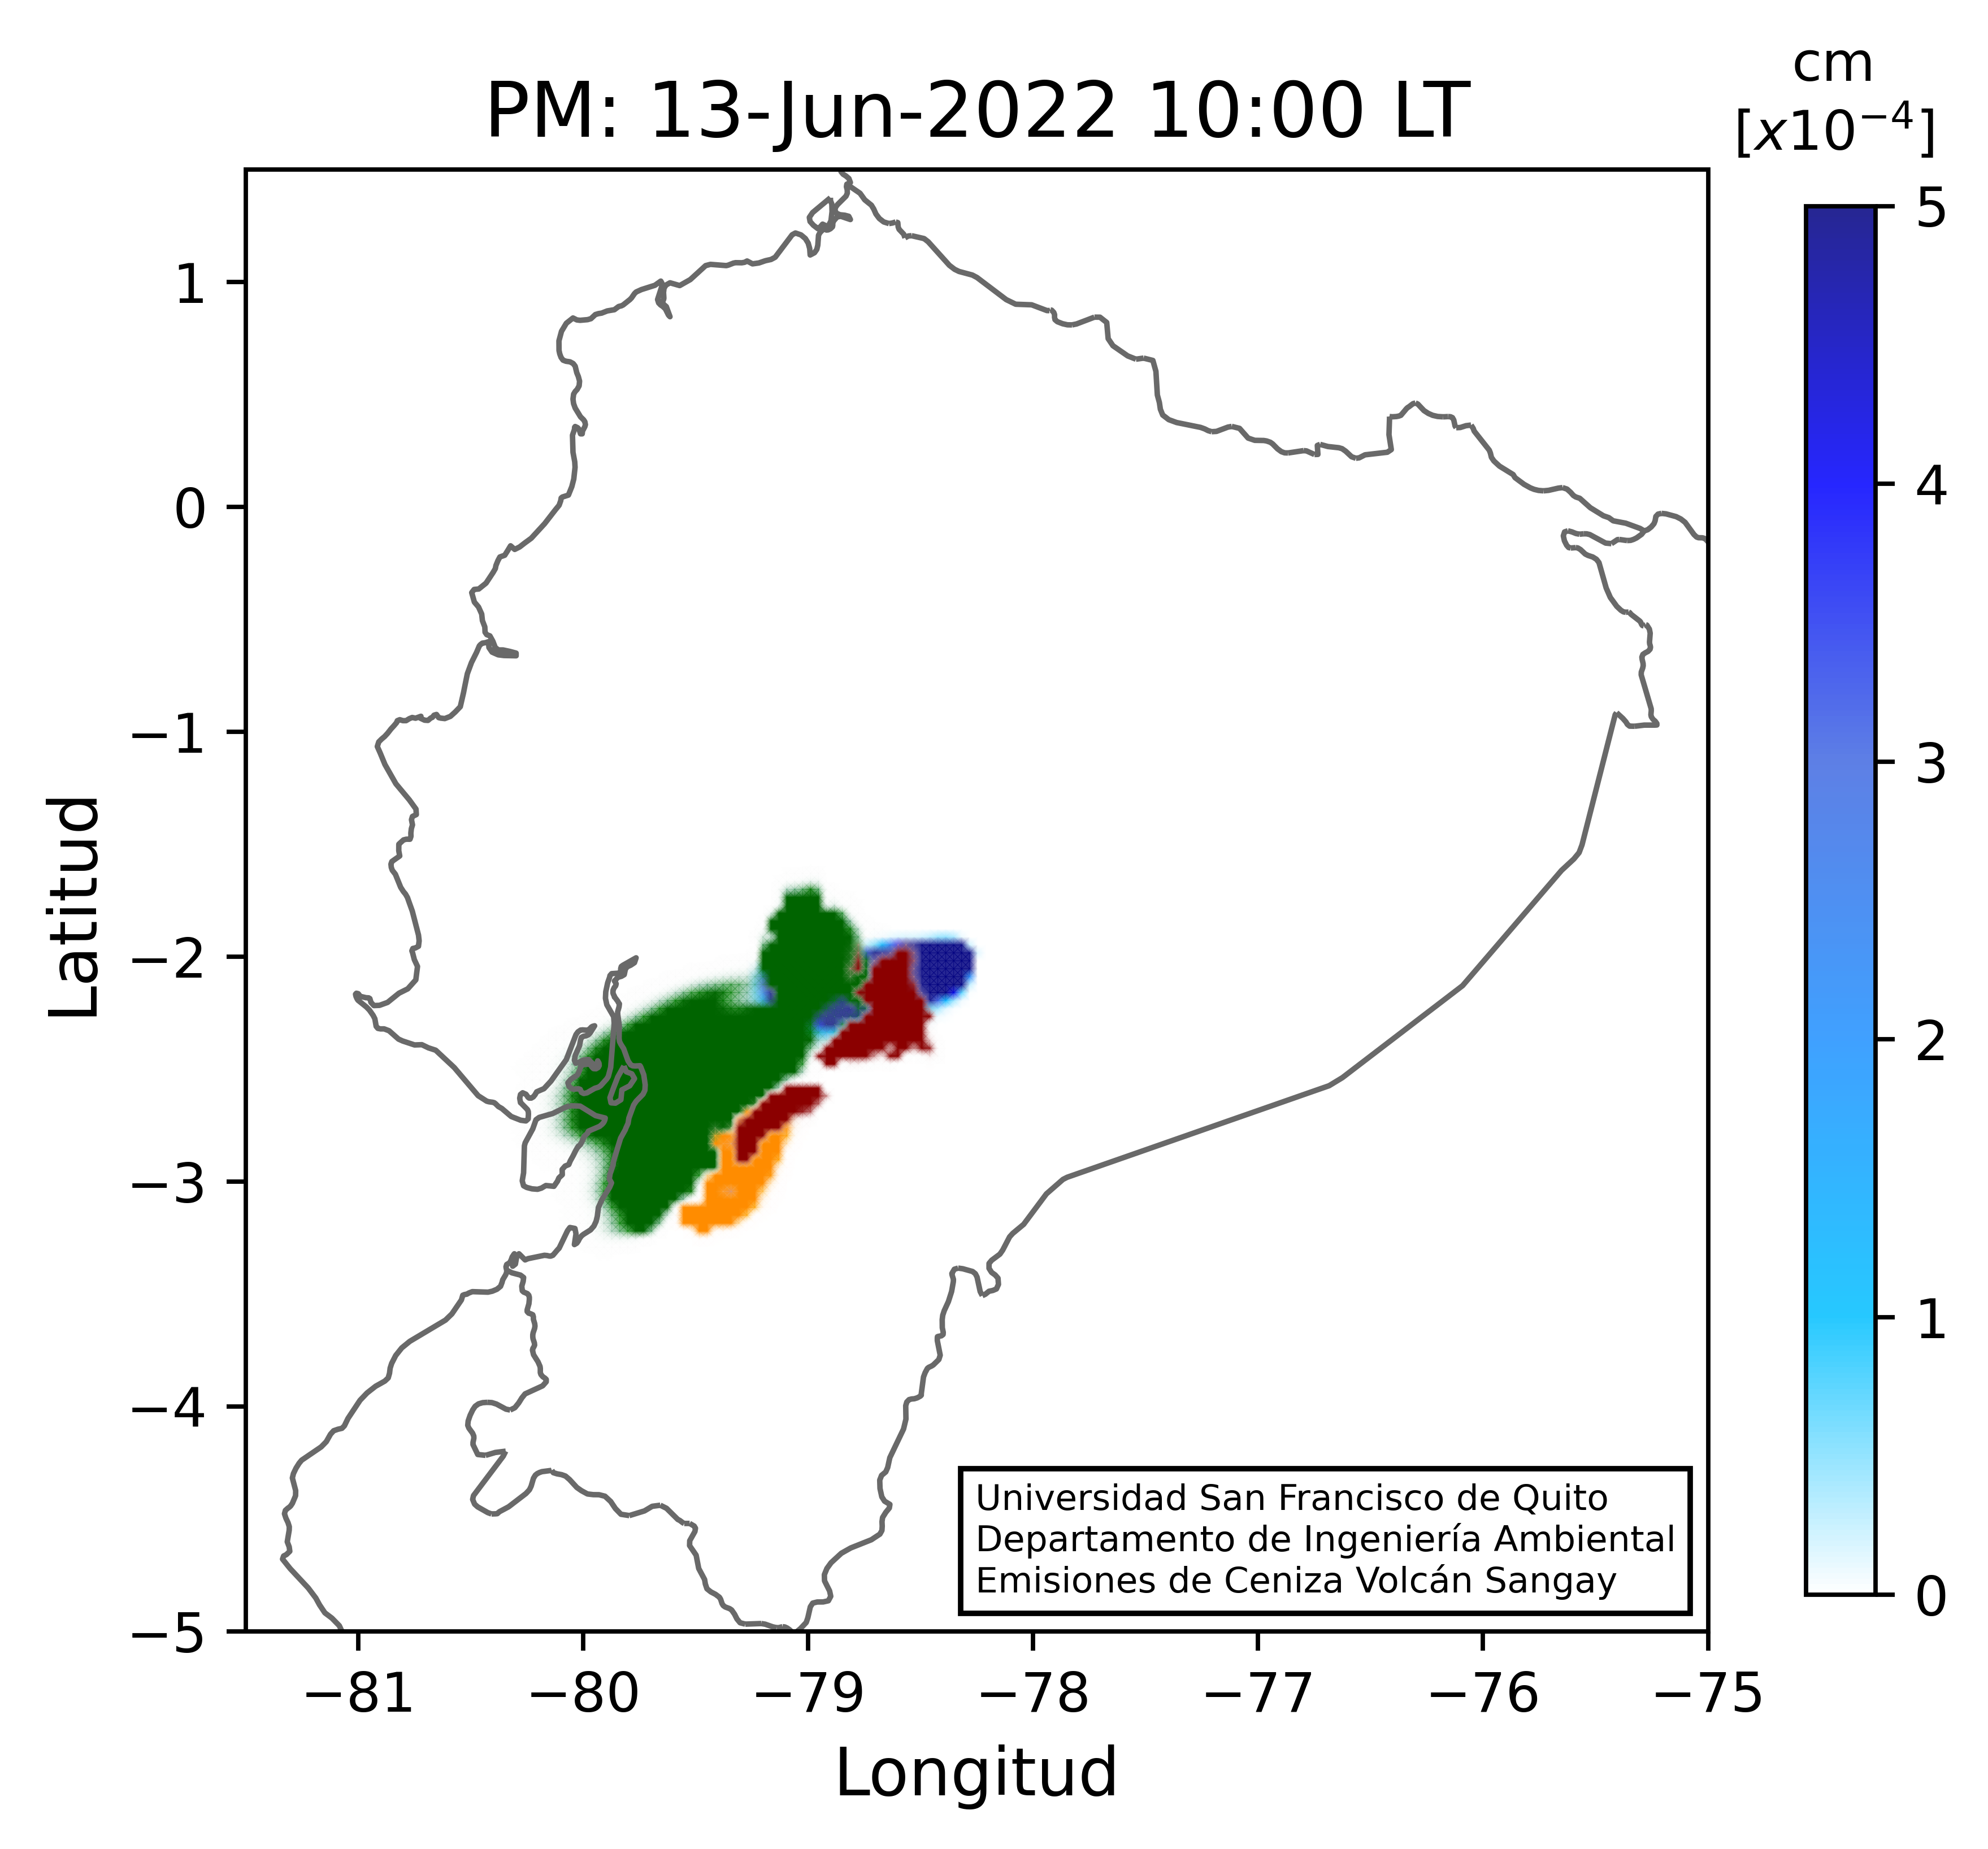 cm
[x10⁻⁴]
PM: 13-Jun-2022 10:00 LT
5
4
3
2
1
0
Latitud
1
0
−1
−2
−3
−4
−5
−81
−80
−79
−78
−77
−76
−75
Longitud
Universidad San Francisco de Quito
Departamento de Ingeniería Ambiental
Emisiones de Ceniza Volcán Sangay